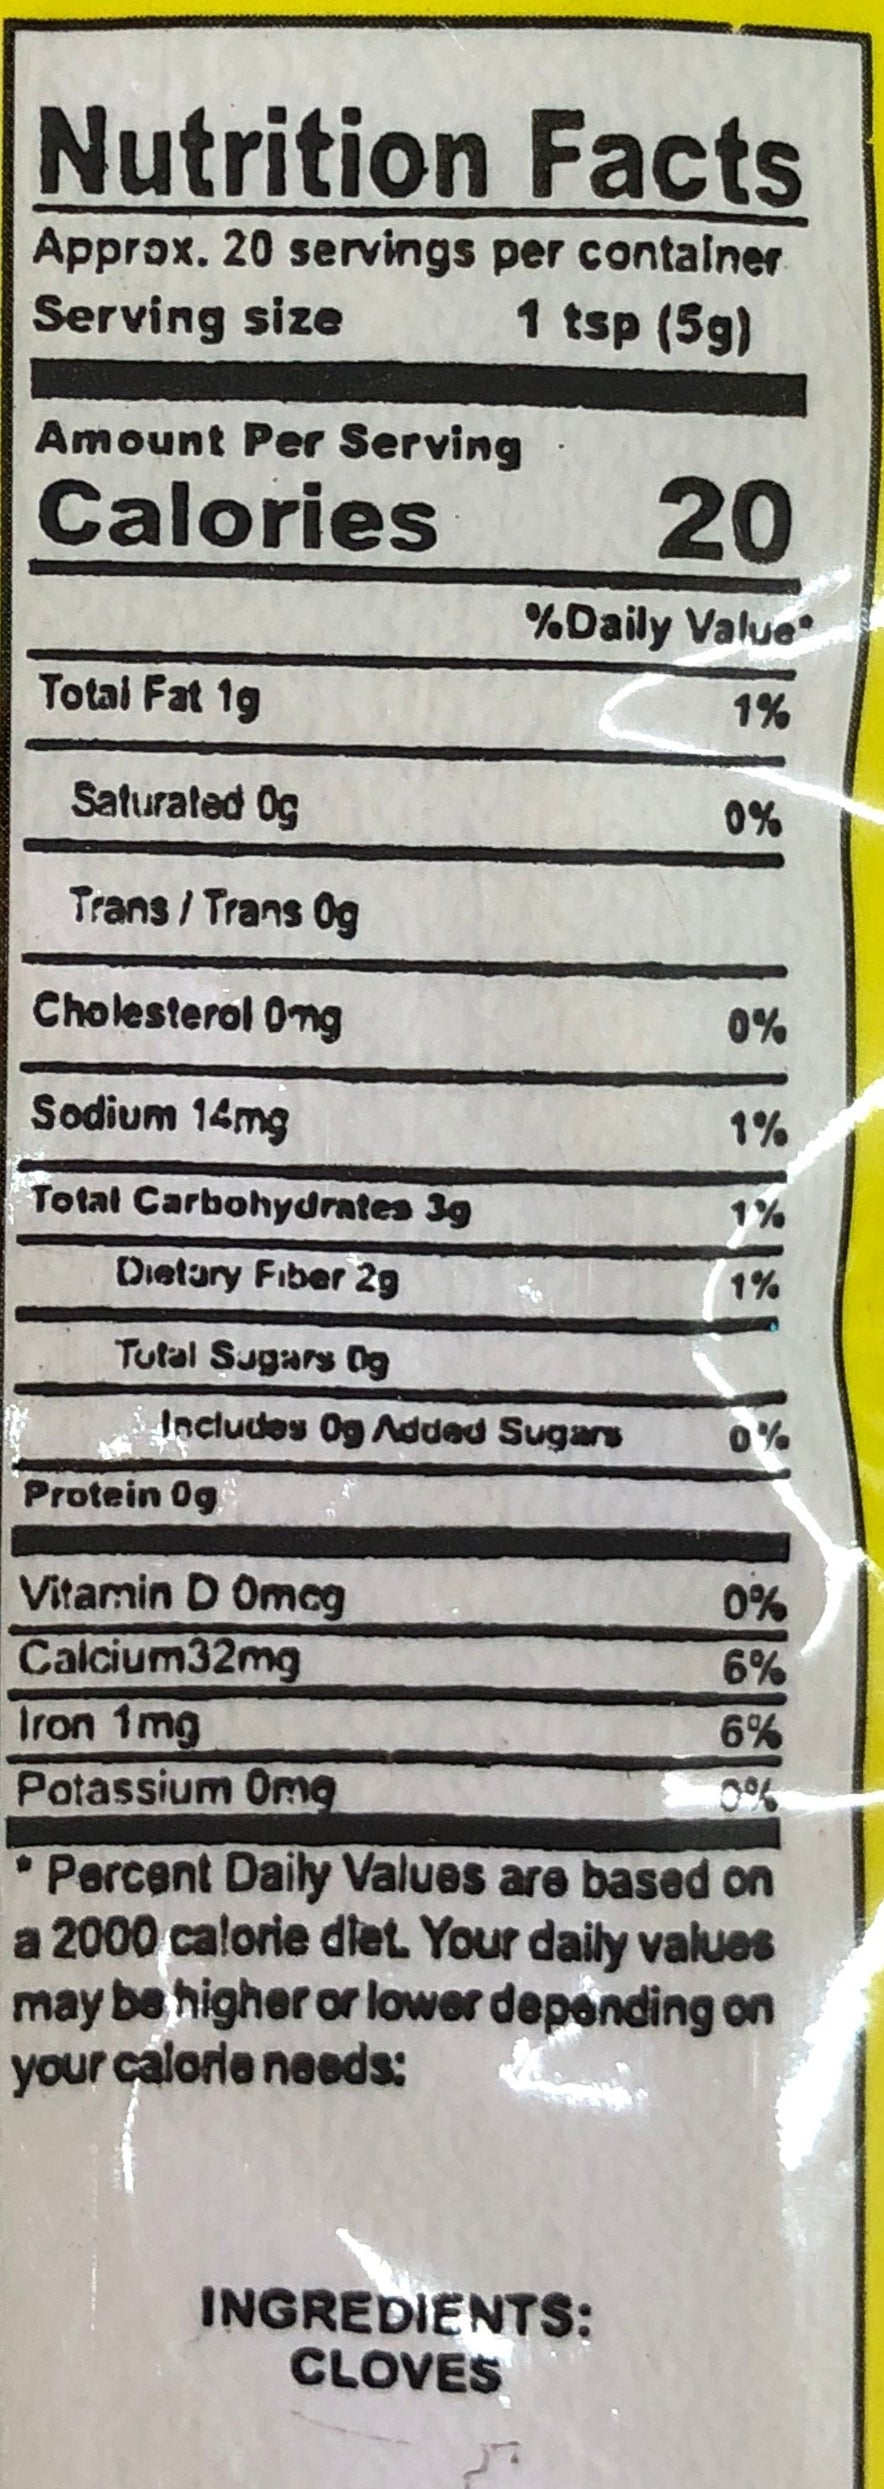 Nutrition Facts
Approx. 20 servings per container
Serving size 1 tsp (5g)
Amount Per Serving
Calories 20
%Daily Value*
Total Fat 1g 1%
Saturated 0g 0%
Trans / Trans 0g
Cholesterol 0mg 0%
Sodium 14mg 1%
Total Carbohydrates 3g 1%
Dietary Fiber 2g 1%
Total Sugars 0g
Includes 0g Added Sugars 0%
Protein 0g
Vitamin D 0mcg 0%
Calcium32mg 6%
Iron 1mg 6%
Potassium 0mg 0%
* Percent Daily Values are based on
a 2000 calorie diet. Your daily values
may be higher or lower depending on
your calorie needs:
INGREDIENTS:
CLOVES